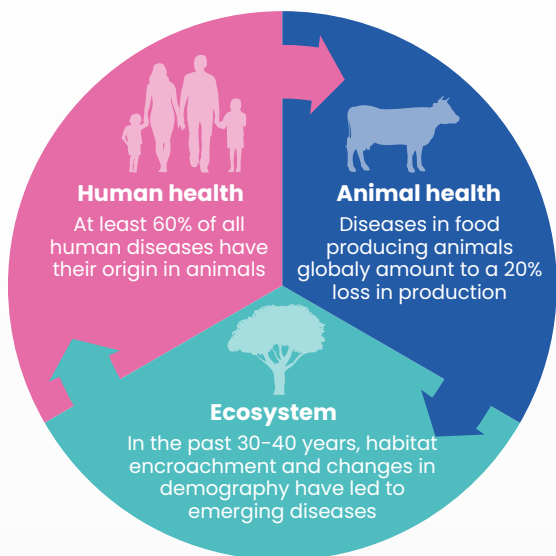 Human health
At least 60% of all
human diseases have
their origin in animals
Animal health
Diseases in food
producing animals
globaly amount to a 20%
loss in production
Ecosystem
In the past 30-40 years, habitat
encroachment and changes in
demography have led to
emerging diseases